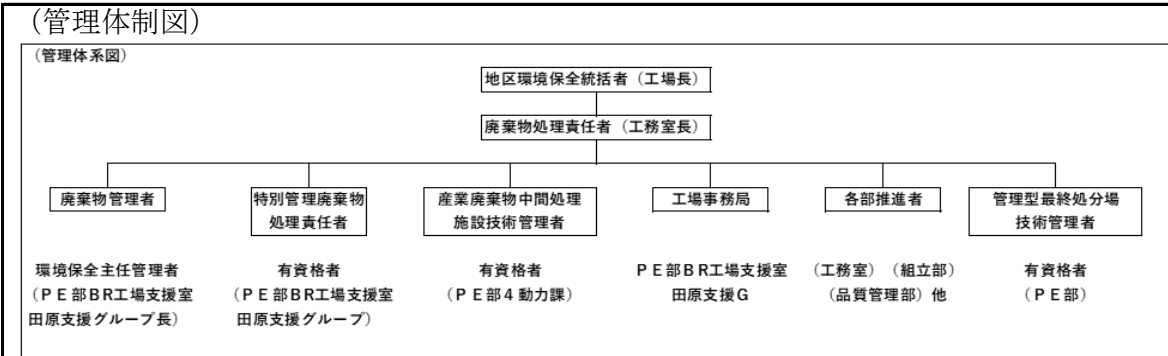 （管理体制図）
（管理体系図）
地区環境保全統括者（工場長）
廃棄物処理責任者（工務室長）
廃棄物管理者
特別管理廃棄物
処理責任者
産業廃棄物中間処理
施設技術管理者
工場事務局
各部推進者
管理型最終処分場
技術管理者
環境保全主任管理者
（ＰＥ部BR工場支援室
田原支援グループ長）
有資格者
（ＰＥ部BR工場支援室
田原支援グループ）
有資格者
（ＰＥ部４動力課）
ＰＥ部ＢR工場支援室
田原支援G
（工務室）（組立部）
（品質管理部）他
有資格者
（ＰＥ部）